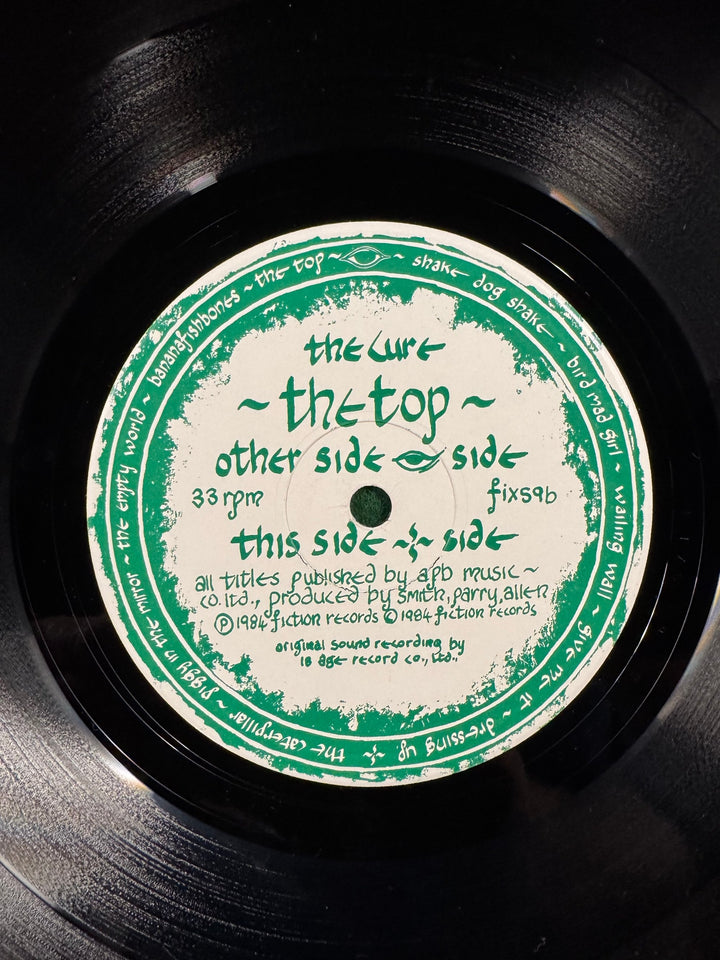 ~ shake dog shake ~ bird mad girl ~ wailing wall ~ give me it ~ dressing up ~ the caterpillar ~ piggy in the mirror ~ the empty world ~ bananafishbones ~ the top ~
the cure
~ the top ~
other side side
33 rpm fixs9b
this side ~ ~ side
all titles published by apb music ~
co. ltd., produced by smith, parry, allen
℗ 1984 fiction records © 1984 fiction records
original sound recording by
18 age record co., ltd.,